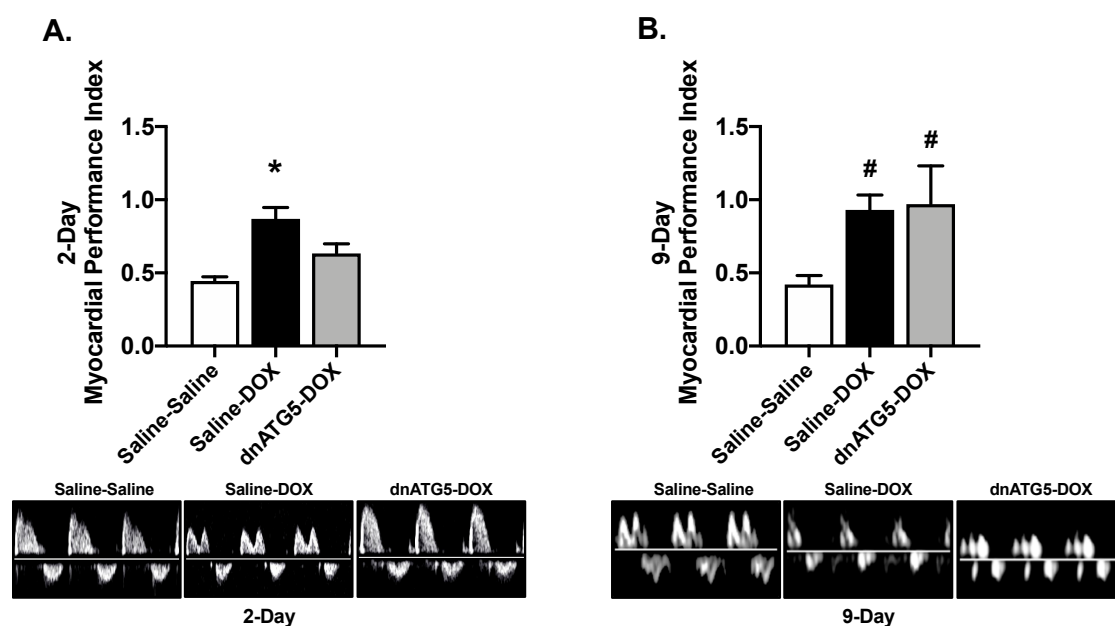 A.
2-Day
Myocardial Performance Index
1.5
1.0
0.5
0.0
*
Saline-Saline
Saline-DOX
dnATG5-DOX
Saline-Saline
Saline-DOX
dnATG5-DOX
2-Day
B.
9-Day
Myocardial Performance Index
1.5
1.0
0.5
0.0
#
#
Saline-Saline
Saline-DOX
dnATG5-DOX
Saline-Saline
Saline-DOX
dnATG5-DOX
9-Day